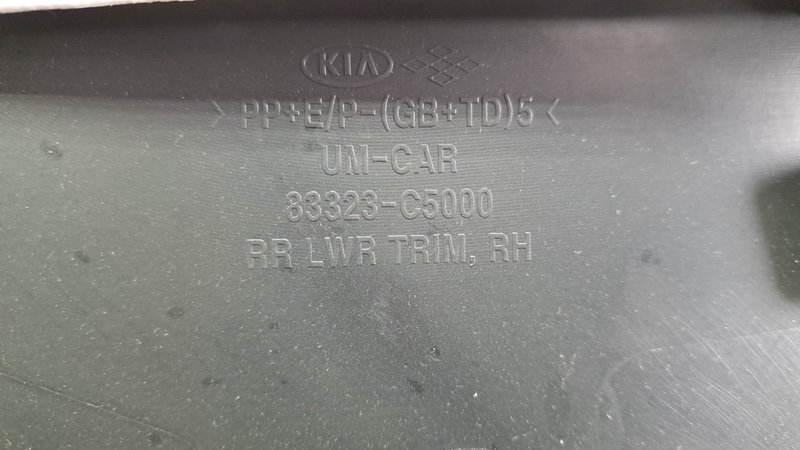 KIA
>PP+E/P-(GB+TD)5<
UM-CAR
83323-C5000
RR LWR TRIM, RH